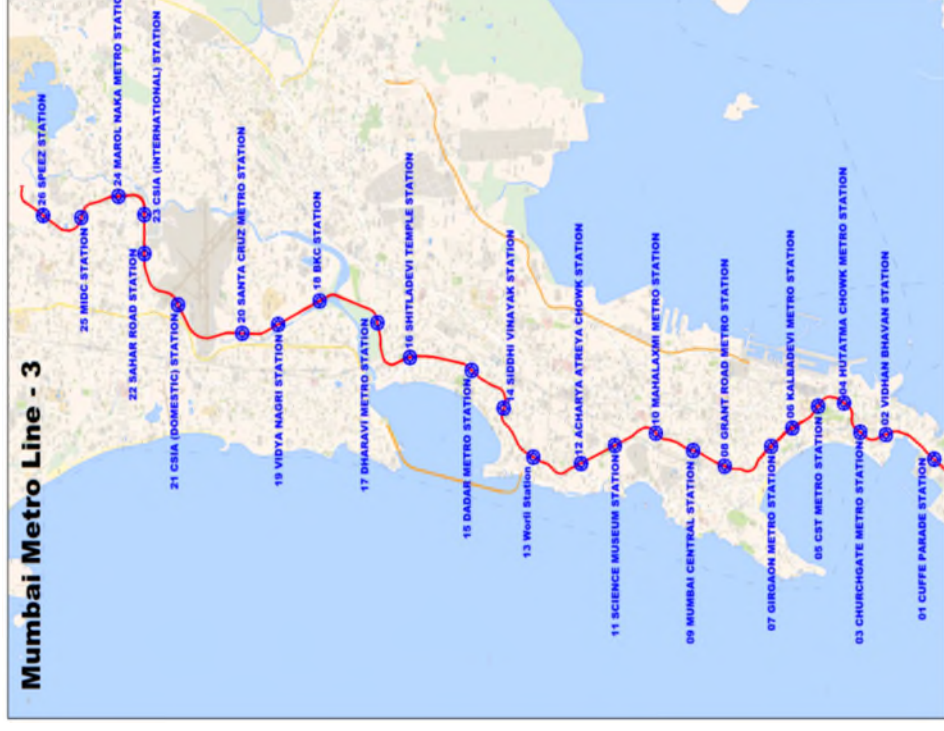 Mumbai Metro Line - 3
26 SPEEZ STATION
25 MIDC STATION
24 MAROL NAKA METRO STATIO
23 CSIA (INTERNATIONAL) STATION
22 SAHAR ROAD STATION
21 CSIA (DOMESTIC) STATION
20 SANTA CRUZ METRO STATION
19 VIDYA NAGRI STATION
18 BKC STATION
17 DHARAVI METRO STATION
16 SHITLADEVI TEMPLE STATION
15 DADAR METRO STATION
14 SIDDHI VINAYAK STATION
13 Worli Station
12 ACHARYA ATREYA CHOWK STATION
11 SCIENCE MUSEUM STATION
10 MAHALAXMI METRO STATION
09 MUMBAI CENTRAL STATION
08 GRANT ROAD METRO STATION
07 GIRGAON METRO STATION
06 KALBADEVI METRO STATION
05 CST METRO STATION
04 HUTATMA CHOWK METRO STATION
03 CHURCHGATE METRO STATION
02 VIDHAN BHAVAN STATION
01 CUFFE PARADE STATION